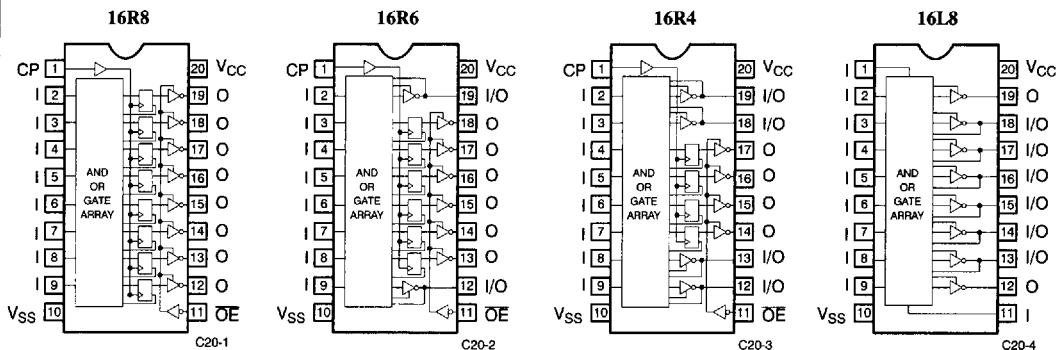 16R8
16R6
16R4
16L8
CP 1 20 VCC
I 2 19 O
I 3 18 O
I 4 17 O
I 5 16 O
I 6 15 O
I 7 14 O
I 8 13 O
I 9 12 O
VSS 10 11 OE
AND
OR
GATE
ARRAY
C20-1
CP 1 20 VCC
I 2 19 I/O
I 3 18 O
I 4 17 O
I 5 16 O
I 6 15 O
I 7 14 O
I 8 13 O
I 9 12 I/O
VSS 10 11 OE
AND
OR
GATE
ARRAY
C20-2
CP 1 20 VCC
I 2 19 I/O
I 3 18 I/O
I 4 17 O
I 5 16 O
I 6 15 O
I 7 14 O
I 8 13 I/O
I 9 12 I/O
VSS 10 11 OE
AND
OR
GATE
ARRAY
C20-3
I 1 20 VCC
I 2 19 O
I 3 18 I/O
I 4 17 I/O
I 5 16 I/O
I 6 15 I/O
I 7 14 I/O
I 8 13 I/O
I 9 12 O
VSS 10 11 I
AND
OR
GATE
ARRAY
C20-4